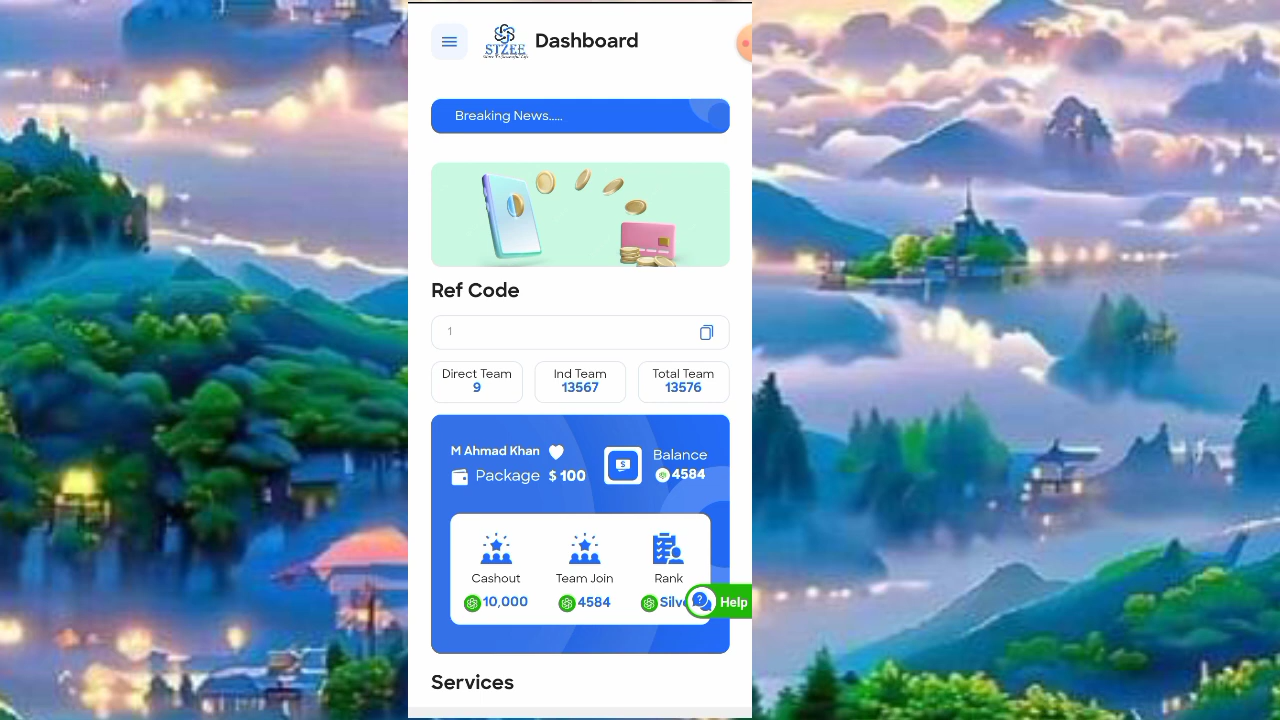 STZEE
Dashboard
Breaking News.....
Ref Code
1
Direct Team
9
Ind Team
13567
Total Team
13576
M Ahmad Khan
Package $ 100
Balance
4584
Cashout
10,000
Team Join
4584
Rank
Silve
Help
Services